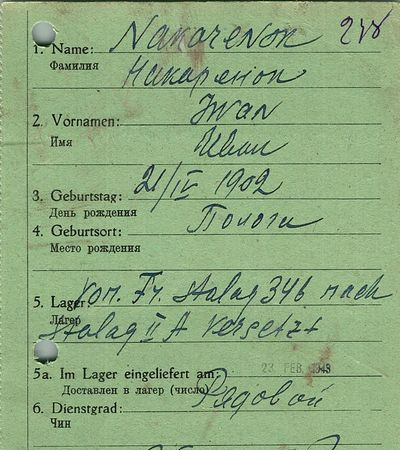 1. Name: Nakarenok 218
Фамилия
Накаренок
2. Vornamen: Iwan
Имя
Иван
3. Geburtstag: 21/IV 1902
День рождения
4. Geburtsort: Пологи
Место рождения
5. Lager: Vom. Fr. Stalag 346 nach
Лагерь
Stalag II A Versetzt
5a. Im Lager eingeliefert am: 23 ФЕВ. 1943
Доставлен в лагерь (число)
6. Dienstgrad: Рядовой
Чин